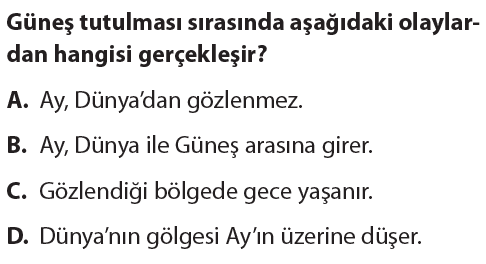 Güneş tutulması sırasında aşağıdaki olaylar-
dan hangisi gerçekleşir?
A. Ay, Dünya’dan gözlenmez.
B. Ay, Dünya ile Güneş arasına girer.
C. Gözlendiği bölgede gece yaşanır.
D. Dünya’nın gölgesi Ay’ın üzerine düşer.